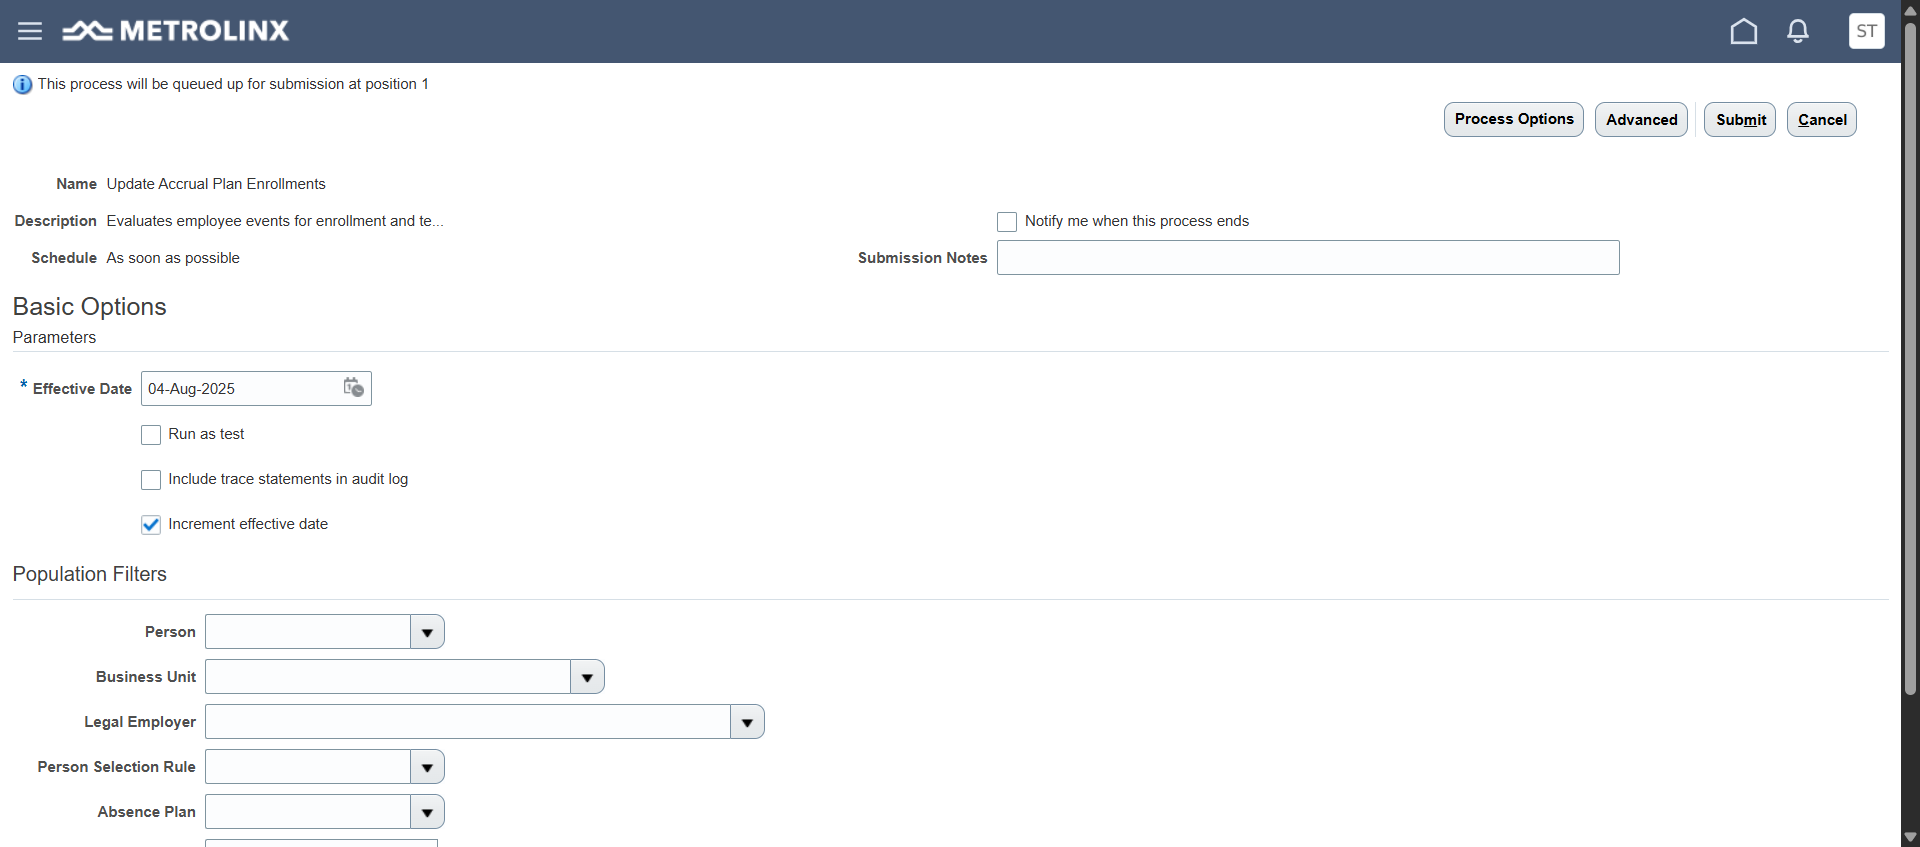 METROLINX
ST
This process will be queued up for submission at position 1
Process Options
Advanced
Submit
Cancel
Name Update Accrual Plan Enrollments
Description Evaluates employee events for enrollment and te...
Notify me when this process ends
Schedule As soon as possible
Submission Notes
Basic Options
Parameters
* Effective Date 04-Aug-2025
Run as test
Include trace statements in audit log
Increment effective date
Population Filters
Person
Business Unit
Legal Employer
Person Selection Rule
Absence Plan